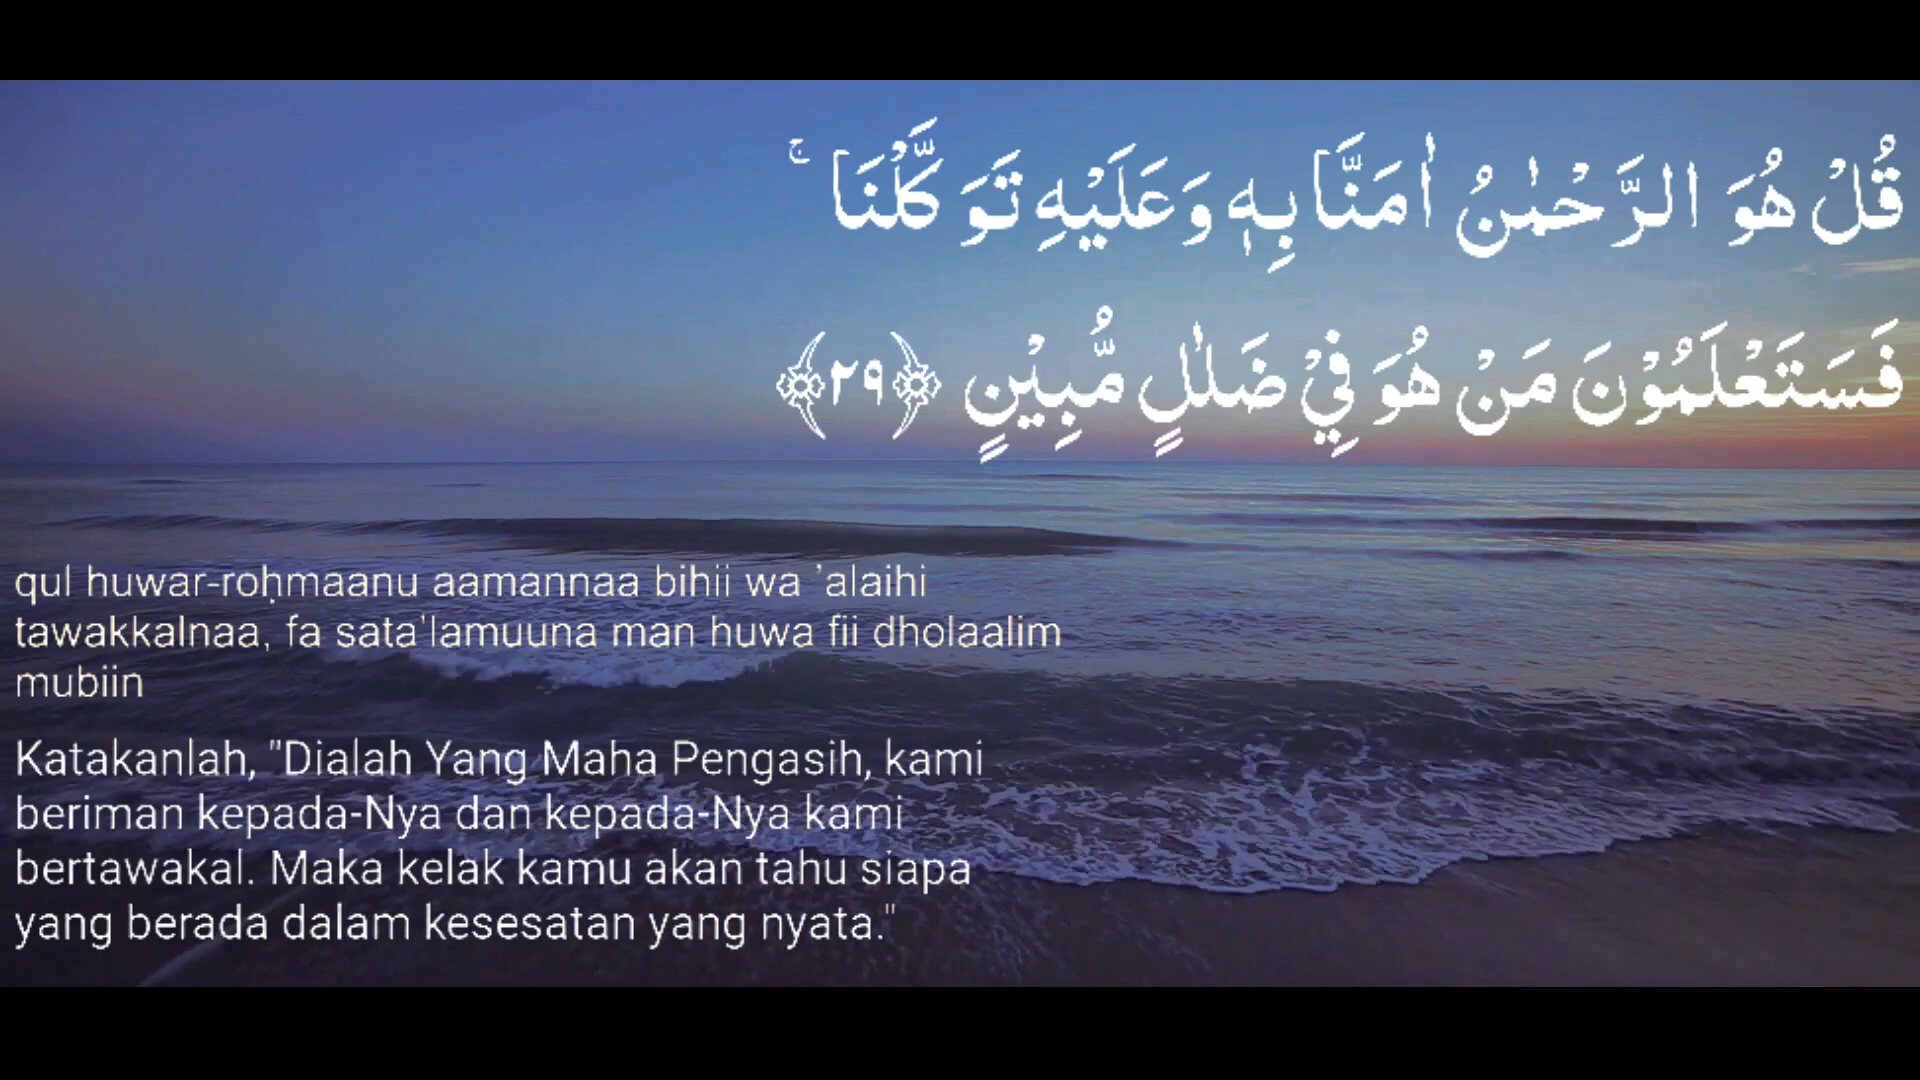 قُلْ هُوَ الرَّحْمٰنُ اٰمَنَّا بِهٖ وَعَلَيْهِ تَوَكَّلْنَا ۚ
فَسَتَعْلَمُوْنَ مَنْ هُوَ فِيْ ضَلٰلٍ مُّبِيْنٍ ﴿٢٩﴾
qul huwar-roḥmaanu aamannaa bihii wa 'alaihi
tawakkalnaa, fa sata'lamuuna man huwa fii dholaalim
mubiin
Katakanlah, "Dialah Yang Maha Pengasih, kami
beriman kepada-Nya dan kepada-Nya kami
bertawakal. Maka kelak kamu akan tahu siapa
yang berada dalam kesesatan yang nyata."